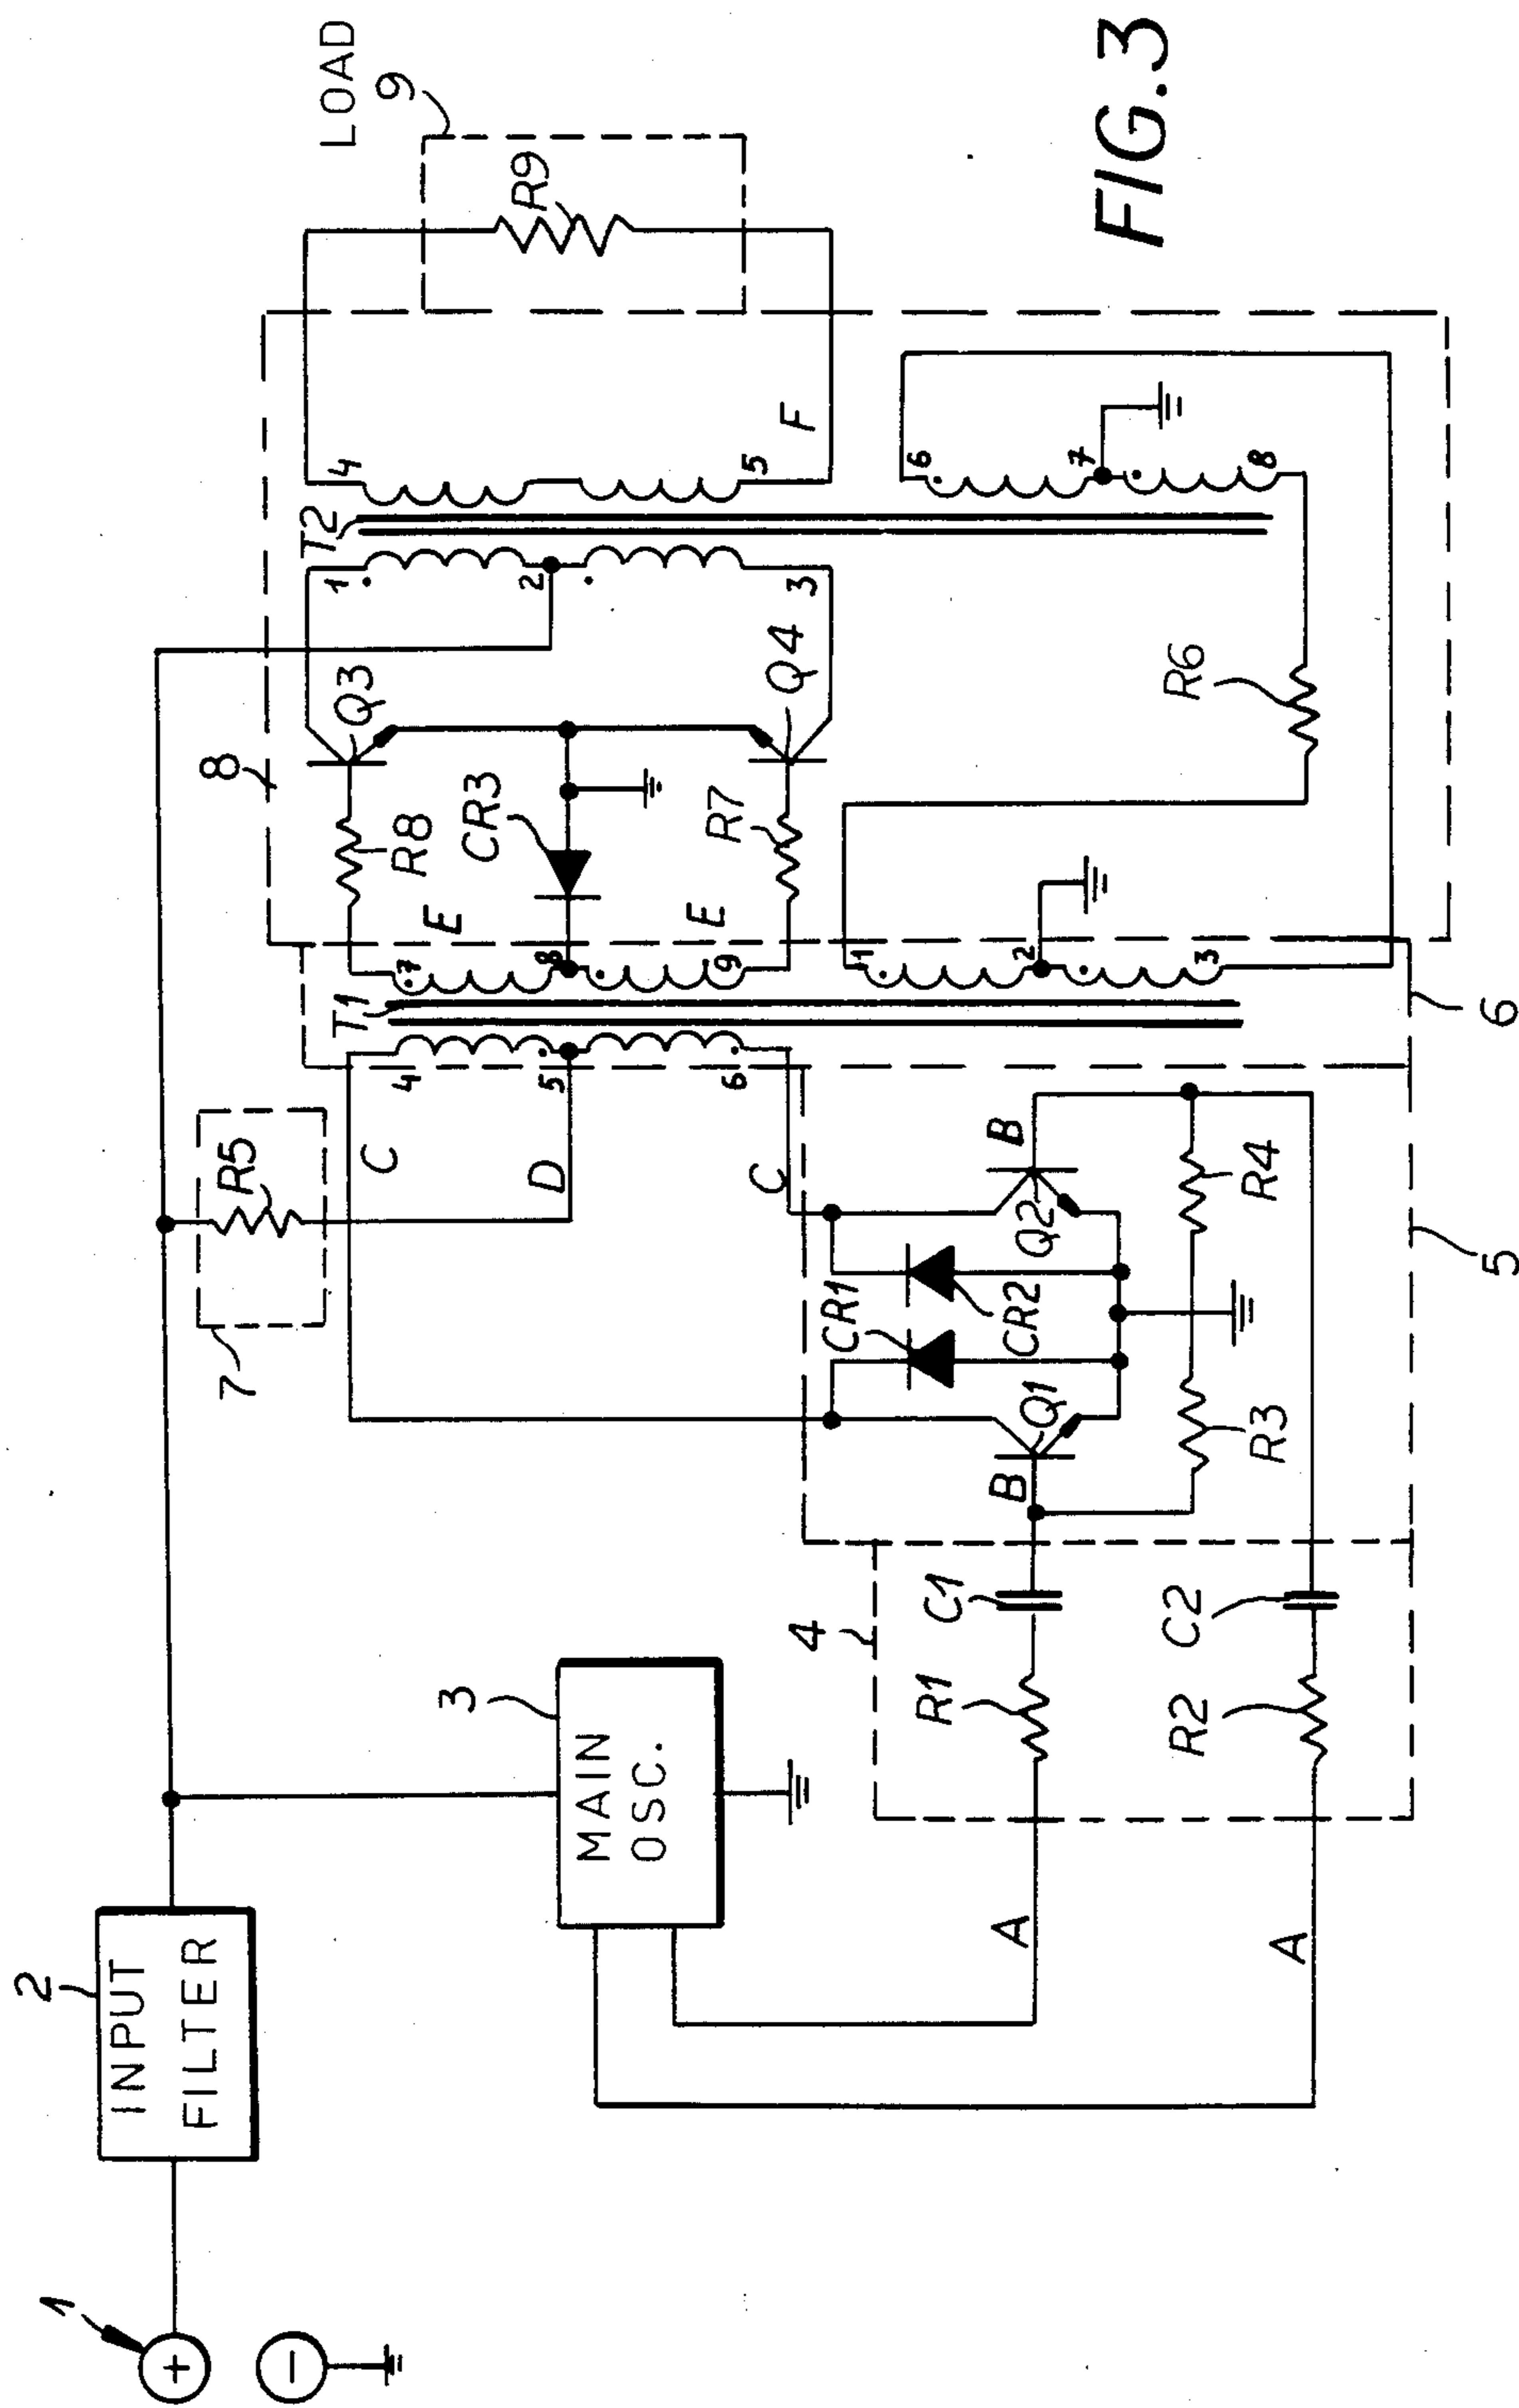 LOAD
9
R9
FIG.3
F
4
5
6
7
8
T2
1
2
3
8
Q3
Q4
R8
CR3
R7
R6
E
E
7
8
9
1
2
3
T1
6
4
5
6
R5
7
C
D
C
B
Q2
R4
5
CR1
CR2
Q1
B
R3
4
C1
C2
R1
R2
3
MAIN
OSC.
A
A
2
INPUT
FILTER
1
+
−